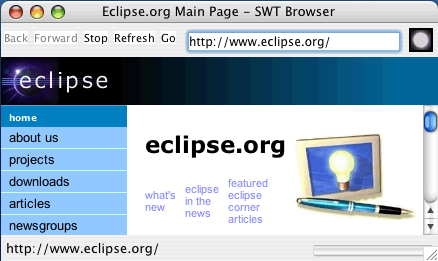 Eclipse.org Main Page – SWT Browser
Back Forward Stop Refresh Go http://www.eclipse.org/
eclipse
home
about us
projects
downloads
articles
newsgroups
eclipse.org
what's
new
eclipse
in the
news
featured
eclipse
corner
articles
http://www.eclipse.org/